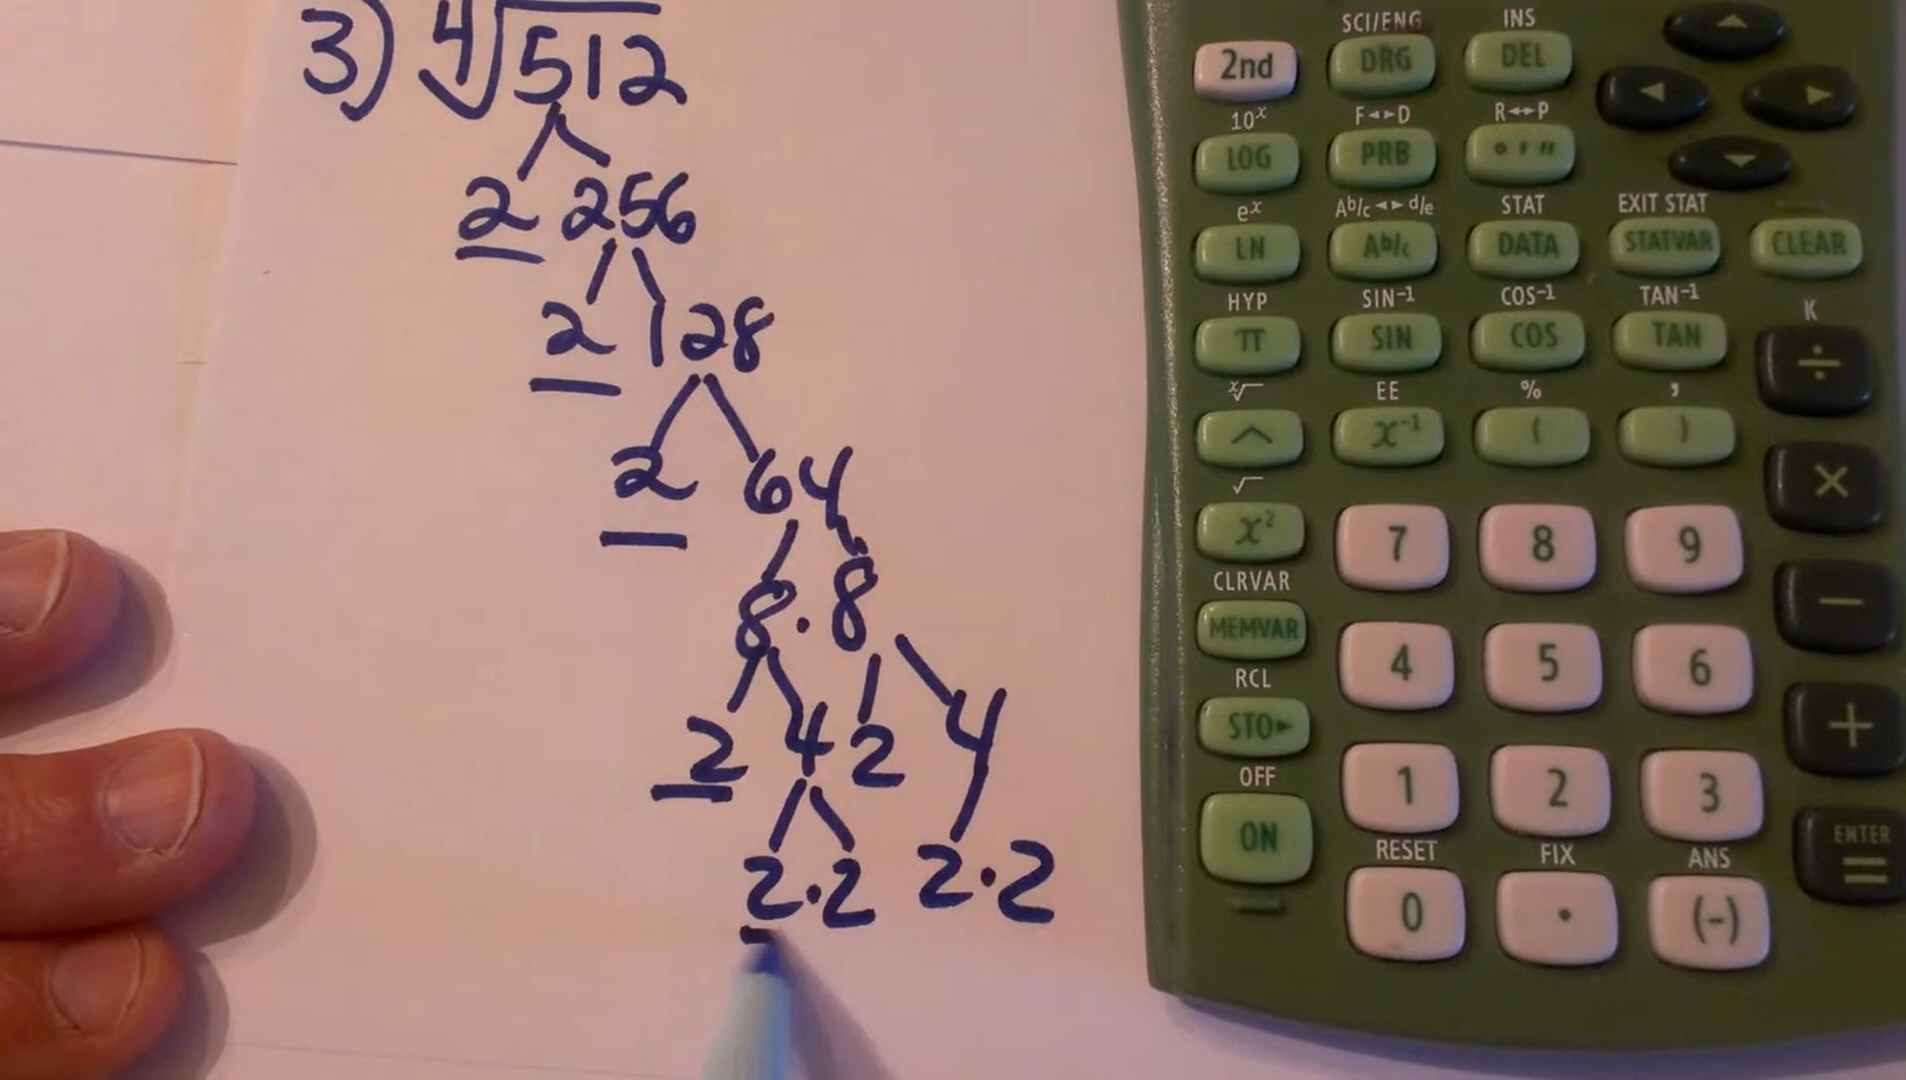 3) ∜512
2 256
2 128
2 64
8·8
2 4 2 4
2·2 2·2
SCI/ENG INS
2nd DRG DEL
10ˣ F◄►D R◄►P
LOG PRB ° ' "
eˣ Ab/c◄►d/e STAT EXIT STAT
LN Ab/c DATA STATVAR CLEAR
HYP SIN⁻¹ COS⁻¹ TAN⁻¹ K
π SIN COS TAN ÷
ˣ√ EE % ,
^ x⁻¹ ( ) ×
√
x² 7 8 9 −
CLRVAR
MEMVAR 4 5 6
RCL
STO► 1 2 3 +
OFF
ON
RESET FIX ANS ENTER
0 . (-) =